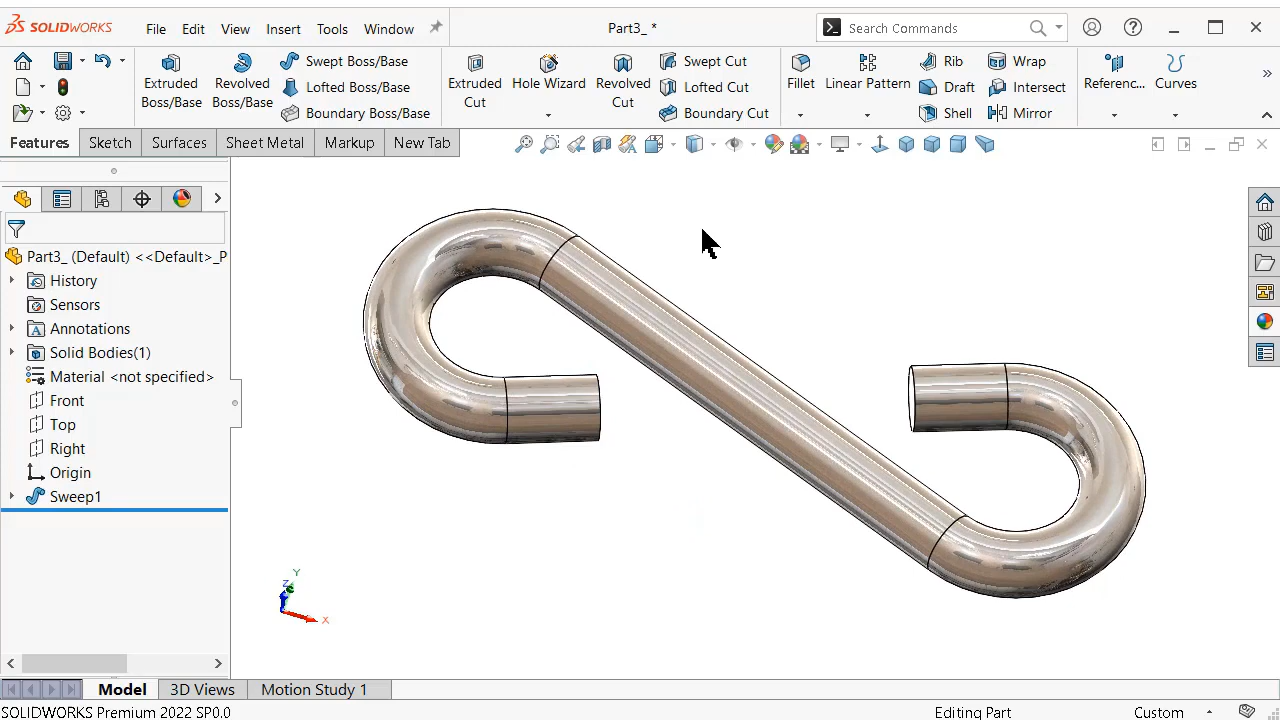 SOLIDWORKS File Edit View Insert Tools Window Part3_ * Search Commands
Extruded Boss/Base
Revolved Boss/Base
Swept Boss/Base
Lofted Boss/Base
Boundary Boss/Base
Extruded Cut
Hole Wizard
Revolved Cut
Swept Cut
Lofted Cut
Boundary Cut
Fillet
Linear Pattern
Rib
Draft
Shell
Wrap
Intersect
Mirror
Referenc...
Curves
Features Sketch Surfaces Sheet Metal Markup New Tab
Part3_ (Default) <<Default>_P
History
Sensors
Annotations
Solid Bodies(1)
Material <not specified>
Front
Top
Right
Origin
Sweep1
Y
Z
X
Model 3D Views Motion Study 1
SOLIDWORKS Premium 2022 SP0.0 Editing Part Custom